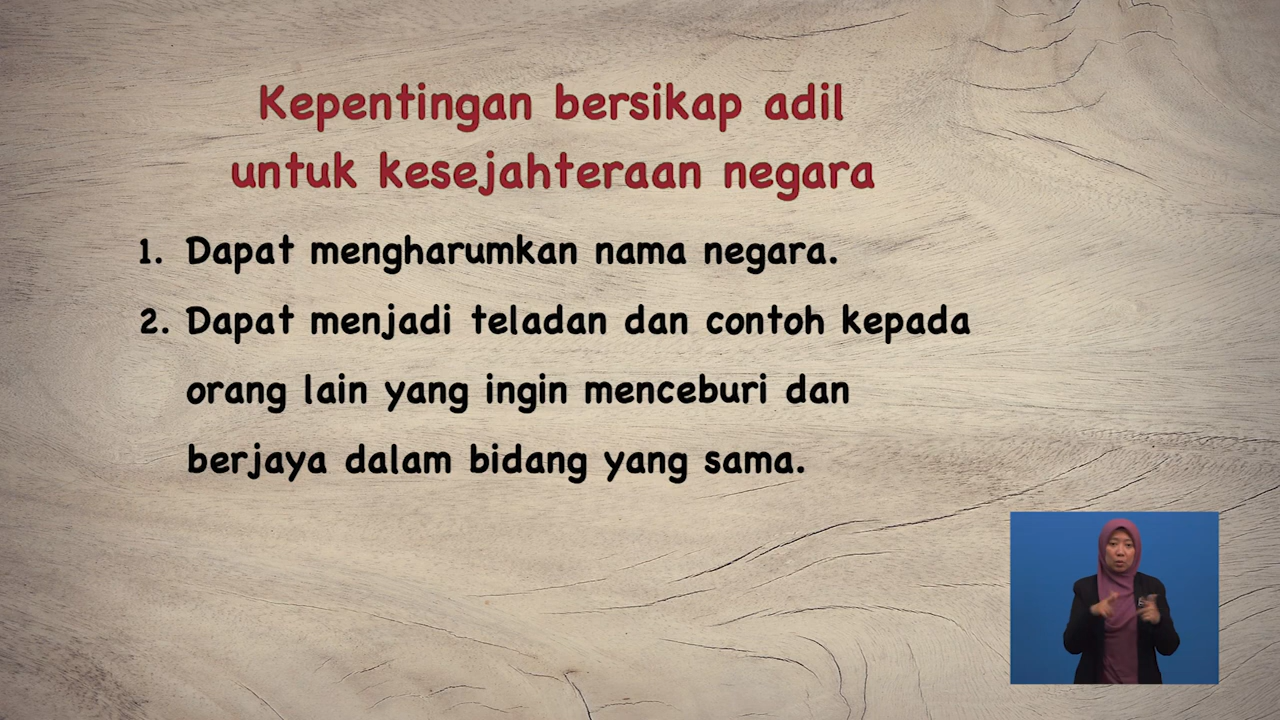 Kepentingan bersikap adil
untuk kesejahteraan negara
1. Dapat mengharumkan nama negara.
2. Dapat menjadi teladan dan contoh kepada
orang lain yang ingin menceburi dan
berjaya dalam bidang yang sama.